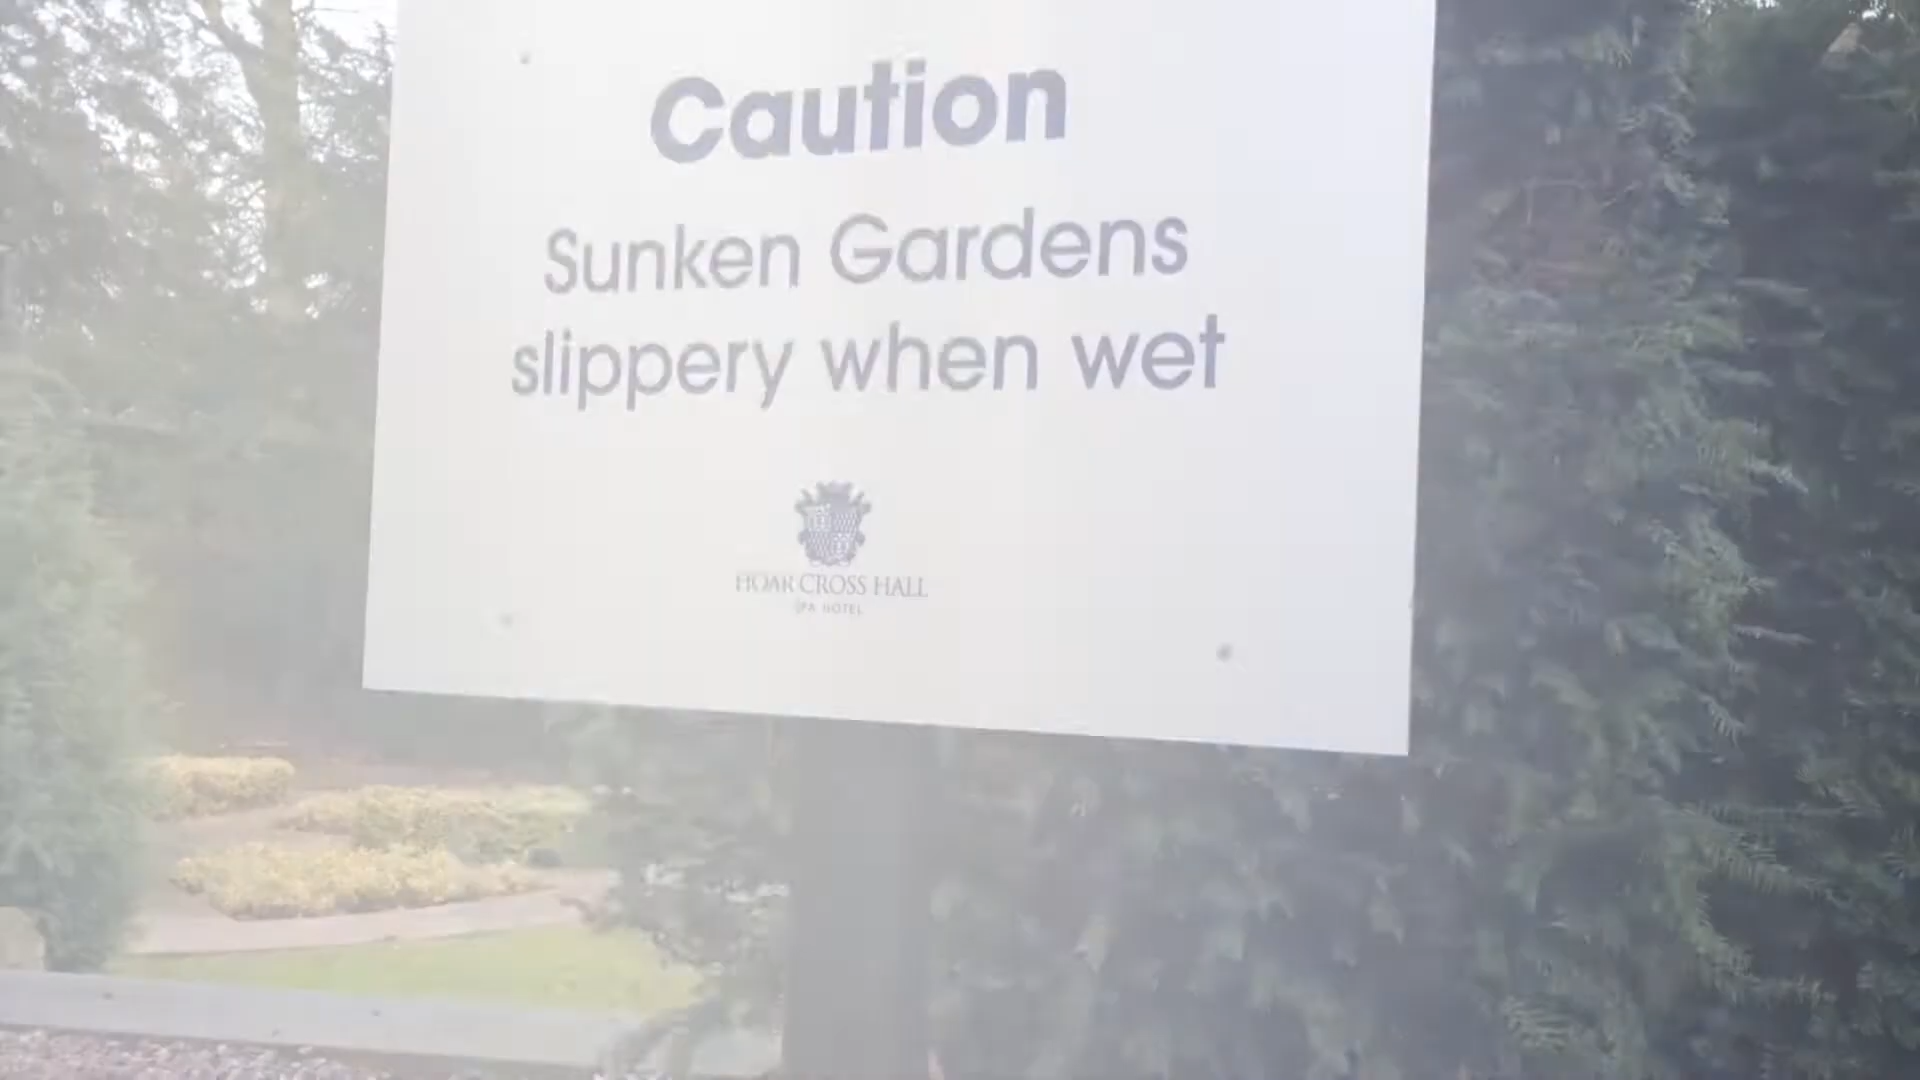 Caution
Sunken Gardens
slippery when wet
HOAR CROSS HALL
SPA HOTEL